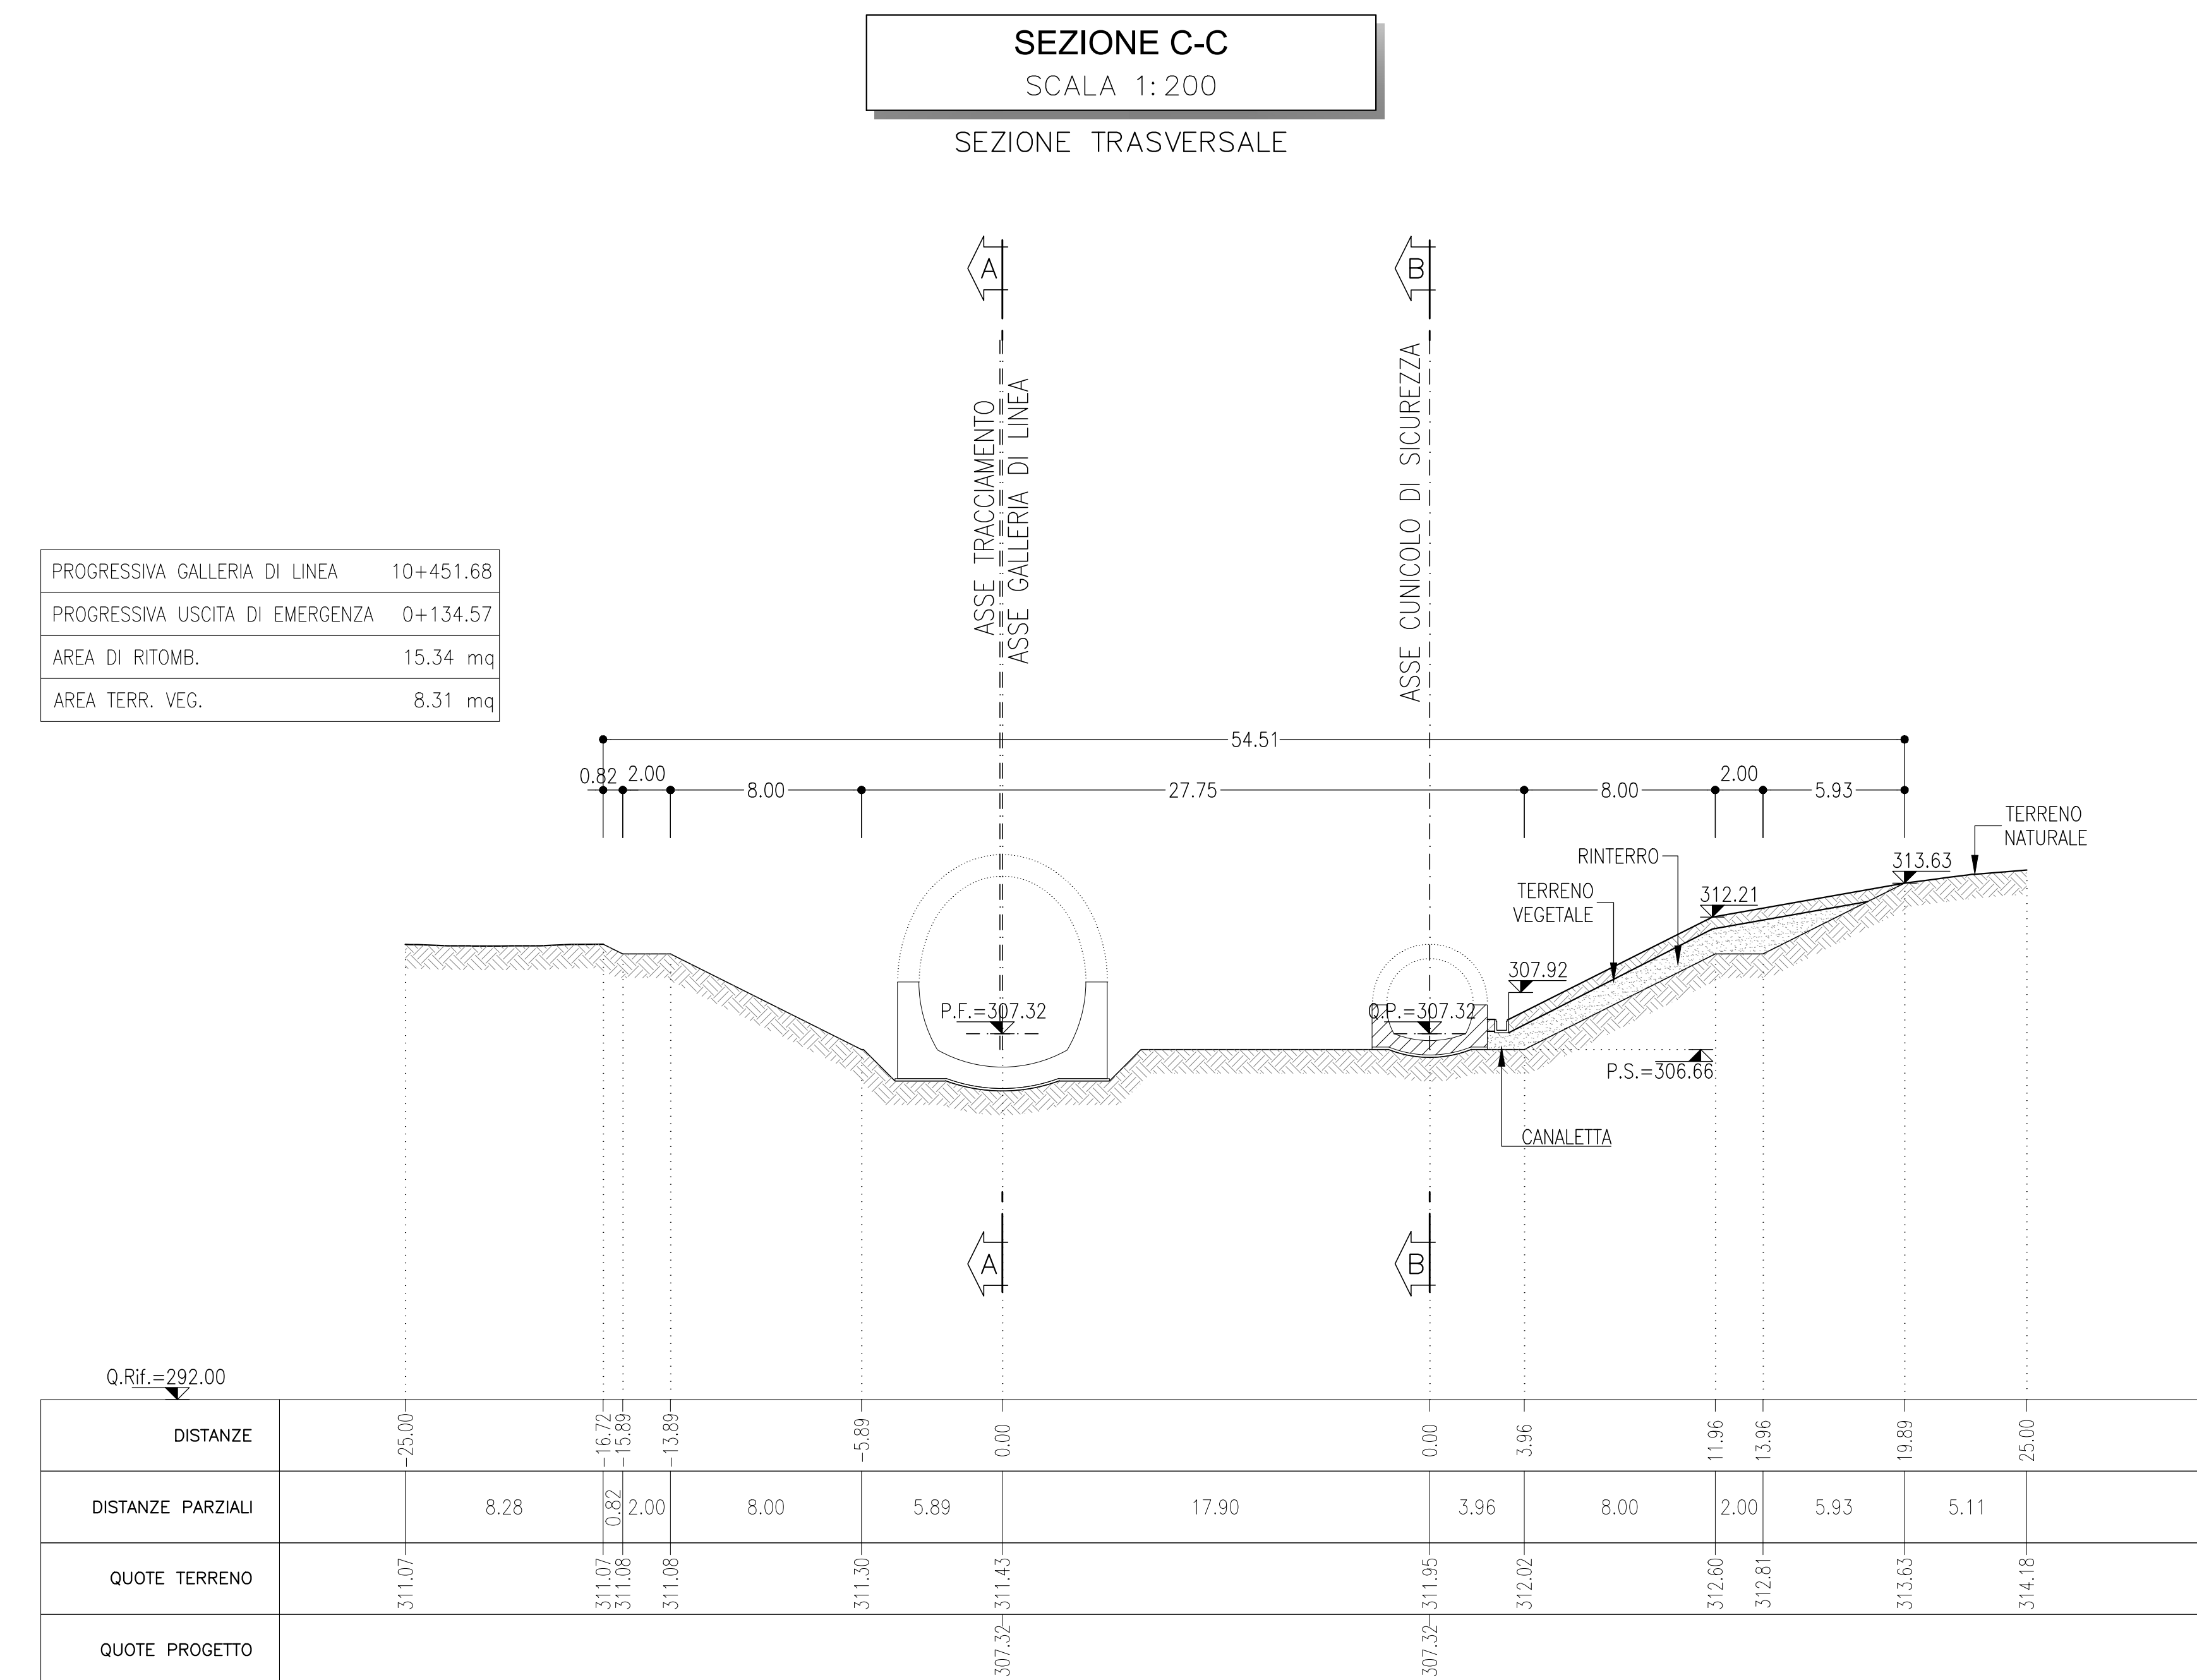 SEZIONE C-C
SCALA 1:200
SEZIONE TRASVERSALE
A
B
ASSE TRACCIAMENTO
ASSE GALLERIA DI LINEA
ASSE CUNICOLO DI SICUREZZA
PROGRESSIVA GALLERIA DI LINEA 10+451.68
PROGRESSIVA USCITA DI EMERGENZA 0+134.57
AREA DI RITOMB. 15.34 mq
AREA TERR. VEG. 8.31 mq
54.51
0.82 2.00 8.00 27.75 8.00 2.00 5.93
TERRENO
NATURALE
RINTERRO
313.63
TERRENO
VEGETALE
312.21
307.92
P.F.=307.32
Q.P.=307.32
P.S.=306.66
CANALETTA
A
B
Q.Rif.=292.00
DISTANZE -25.00 -16.72 -15.89 -13.89 -5.89 0.00 0.00 3.96 11.96 13.96 19.89 25.00
DISTANZE PARZIALI 8.28 0.82 2.00 8.00 5.89 17.90 3.96 8.00 2.00 5.93 5.11
QUOTE TERRENO 311.07 311.07 311.08 311.08 311.30 311.43 311.95 312.02 312.60 312.81 313.63 314.18
QUOTE PROGETTO 307.32 307.32